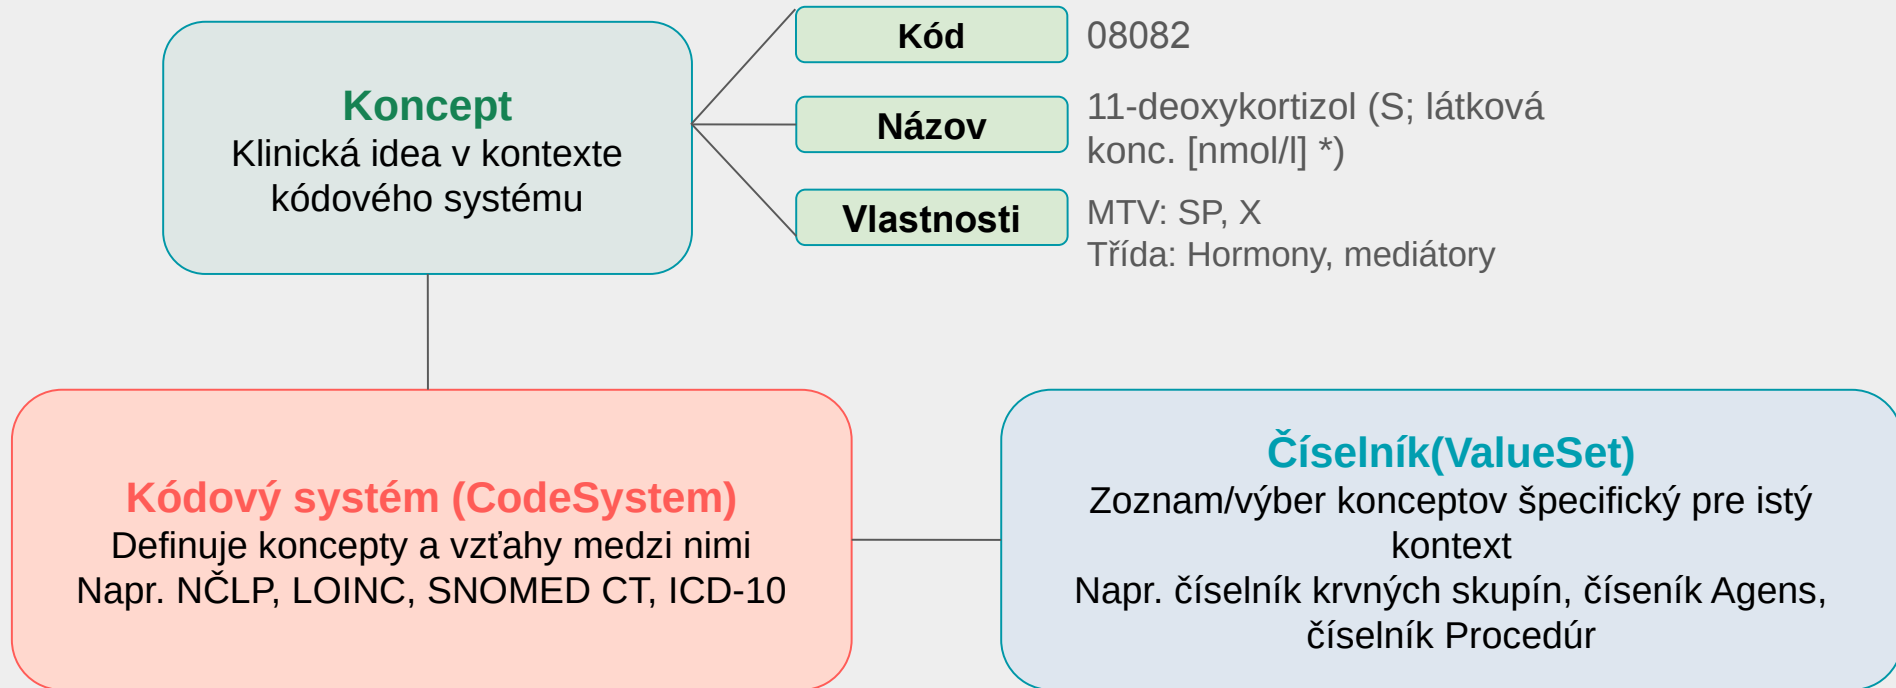 Koncept
Klinická idea v kontexte
kódového systému
Kód
08082
Názov
11-deoxykortizol (S; látková
konc. [nmol/l] *)
Vlastnosti
MTV: SP, X
Třída: Hormony, mediátory
Kódový systém (CodeSystem)
Definuje koncepty a vzťahy medzi nimi
Napr. NČLP, LOINC, SNOMED CT, ICD-10
Číselník(ValueSet)
Zoznam/výber konceptov špecifický pre istý
kontext
Napr. číselník krvných skupín, číseník Agens,
číselník Procedúr